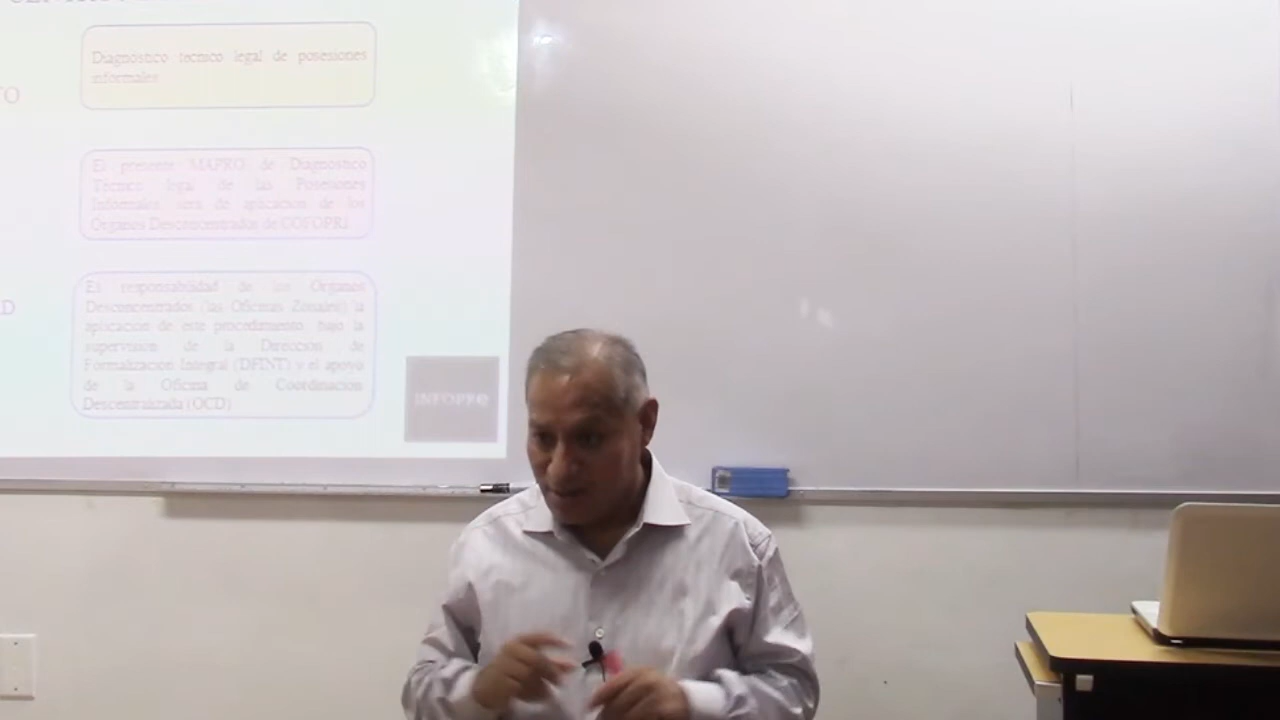 Diagnostico tecnico legal de posesiones
informales
TO
El presente MAPRO de Diagnostico
Tecnico legal de las Posesiones
Informales sera de aplicacion de los
Organos Desconcentrados de COFOPRI
D
Es responsabilidad de los Organos
Desconcentrados (las Oficinas Zonales) la
aplicacion de este procedimiento bajo la
supervision de la Direccion de
Formalizacion Integral (DFINT) y el apoyo
de la Oficina de Coordinacion
Descentralizada (OCD)
INFOPPe